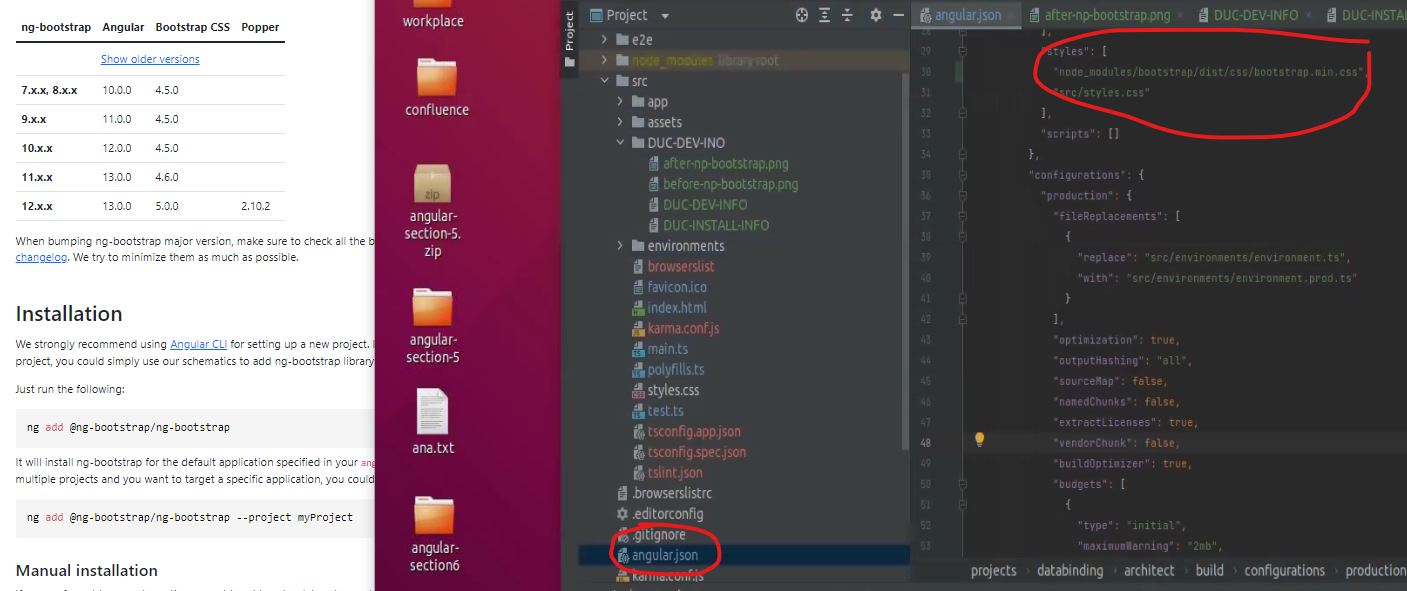 ng-bootstrap Angular Bootstrap CSS Popper
Show older versions
7.x.x, 8.x.x 10.0.0 4.5.0
9.x.x 11.0.0 4.5.0
10.x.x 12.0.0 4.5.0
11.x.x 13.0.0 4.6.0
12.x.x 13.0.0 5.0.0 2.10.2
When bumping ng-bootstrap major version, make sure to check all the b
changelog. We try to minimize them as much as possible.
Installation
We strongly recommend using Angular CLI for setting up a new project.
project, you could simply use our schematics to add ng-bootstrap library
Just run the following:
ng add @ng-bootstrap/ng-bootstrap
It will install ng-bootstrap for the default application specified in your ang
multiple projects and you want to target a specific application, you could
ng add @ng-bootstrap/ng-bootstrap --project myProject
Manual installation
workplace
confluence
zip
angular-
section-5.
zip
angular-
section-5
ana.txt
angular-
section6
Project
Project
e2e
node_modules library root
src
app
assets
DUC-DEV-INO
after-np-bootstrap.png
before-np-bootstrap.png
DUC-DEV-INFO
DUC-INSTALL-INFO
environments
browserslist
favicon.ico
index.html
karma.conf.js
main.ts
polyfills.ts
styles.css
test.ts
tsconfig.app.json
tsconfig.spec.json
tslint.json
.browserslistrc
.editorconfig
.gitignore
angular.json
karma.conf.js
angular.json after-np-bootstrap.png DUC-DEV-INFO DUC-INSTAL
28 ],
29 "styles": [
30 "node_modules/bootstrap/dist/css/bootstrap.min.css",
31 "src/styles.css"
32 ],
33 "scripts": []
34 },
35 "configurations": {
36 "production": {
37 "fileReplacements": [
38 {
39 "replace": "src/environments/environment.ts",
40 "with": "src/environments/environment.prod.ts"
41 }
42 ],
43 "optimization": true,
44 "outputHashing": "all",
45 "sourceMap": false,
46 "namedChunks": false,
47 "extractLicenses": true,
48 "vendorChunk": false,
49 "buildOptimizer": true,
50 "budgets": [
51 {
52 "type": "initial",
53 "maximumWarning": "2mb",
projects › databinding › architect › build › configurations › production